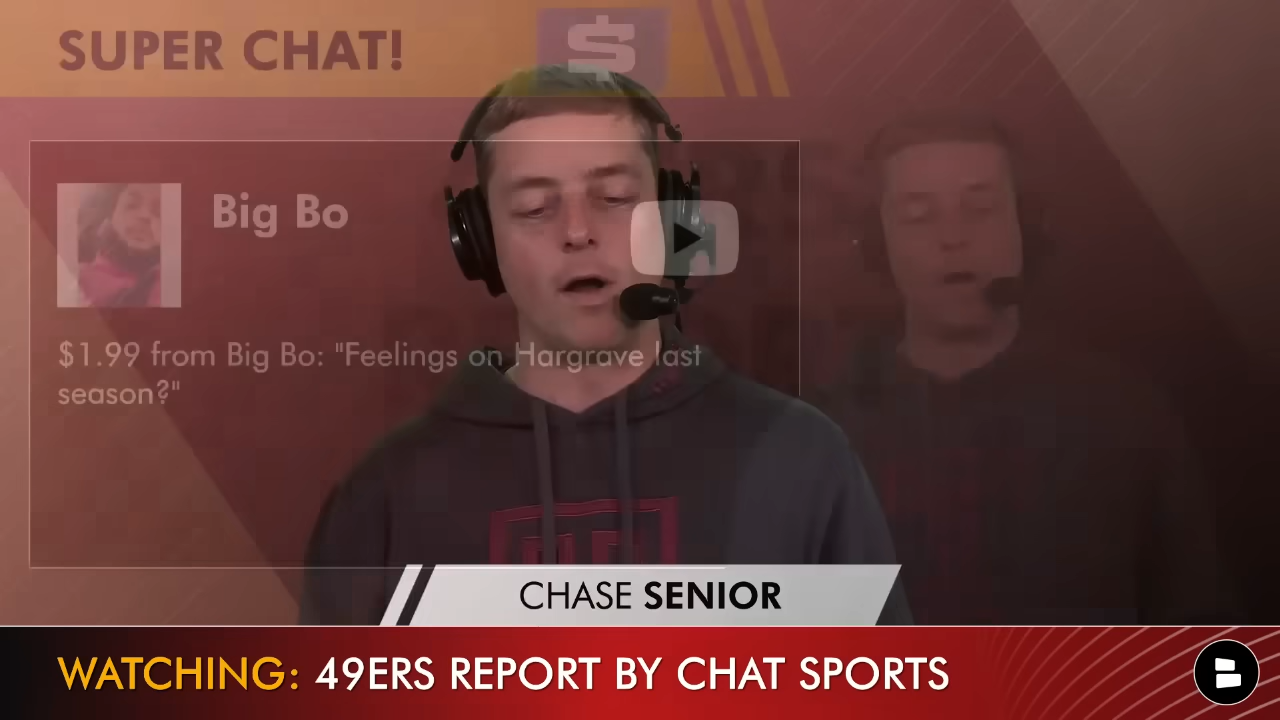 SUPER CHAT!
$
Big Bo
$1.99 from Big Bo: "Feelings on Hargrave last
season?"
CHASE SENIOR
WATCHING: 49ERS REPORT BY CHAT SPORTS